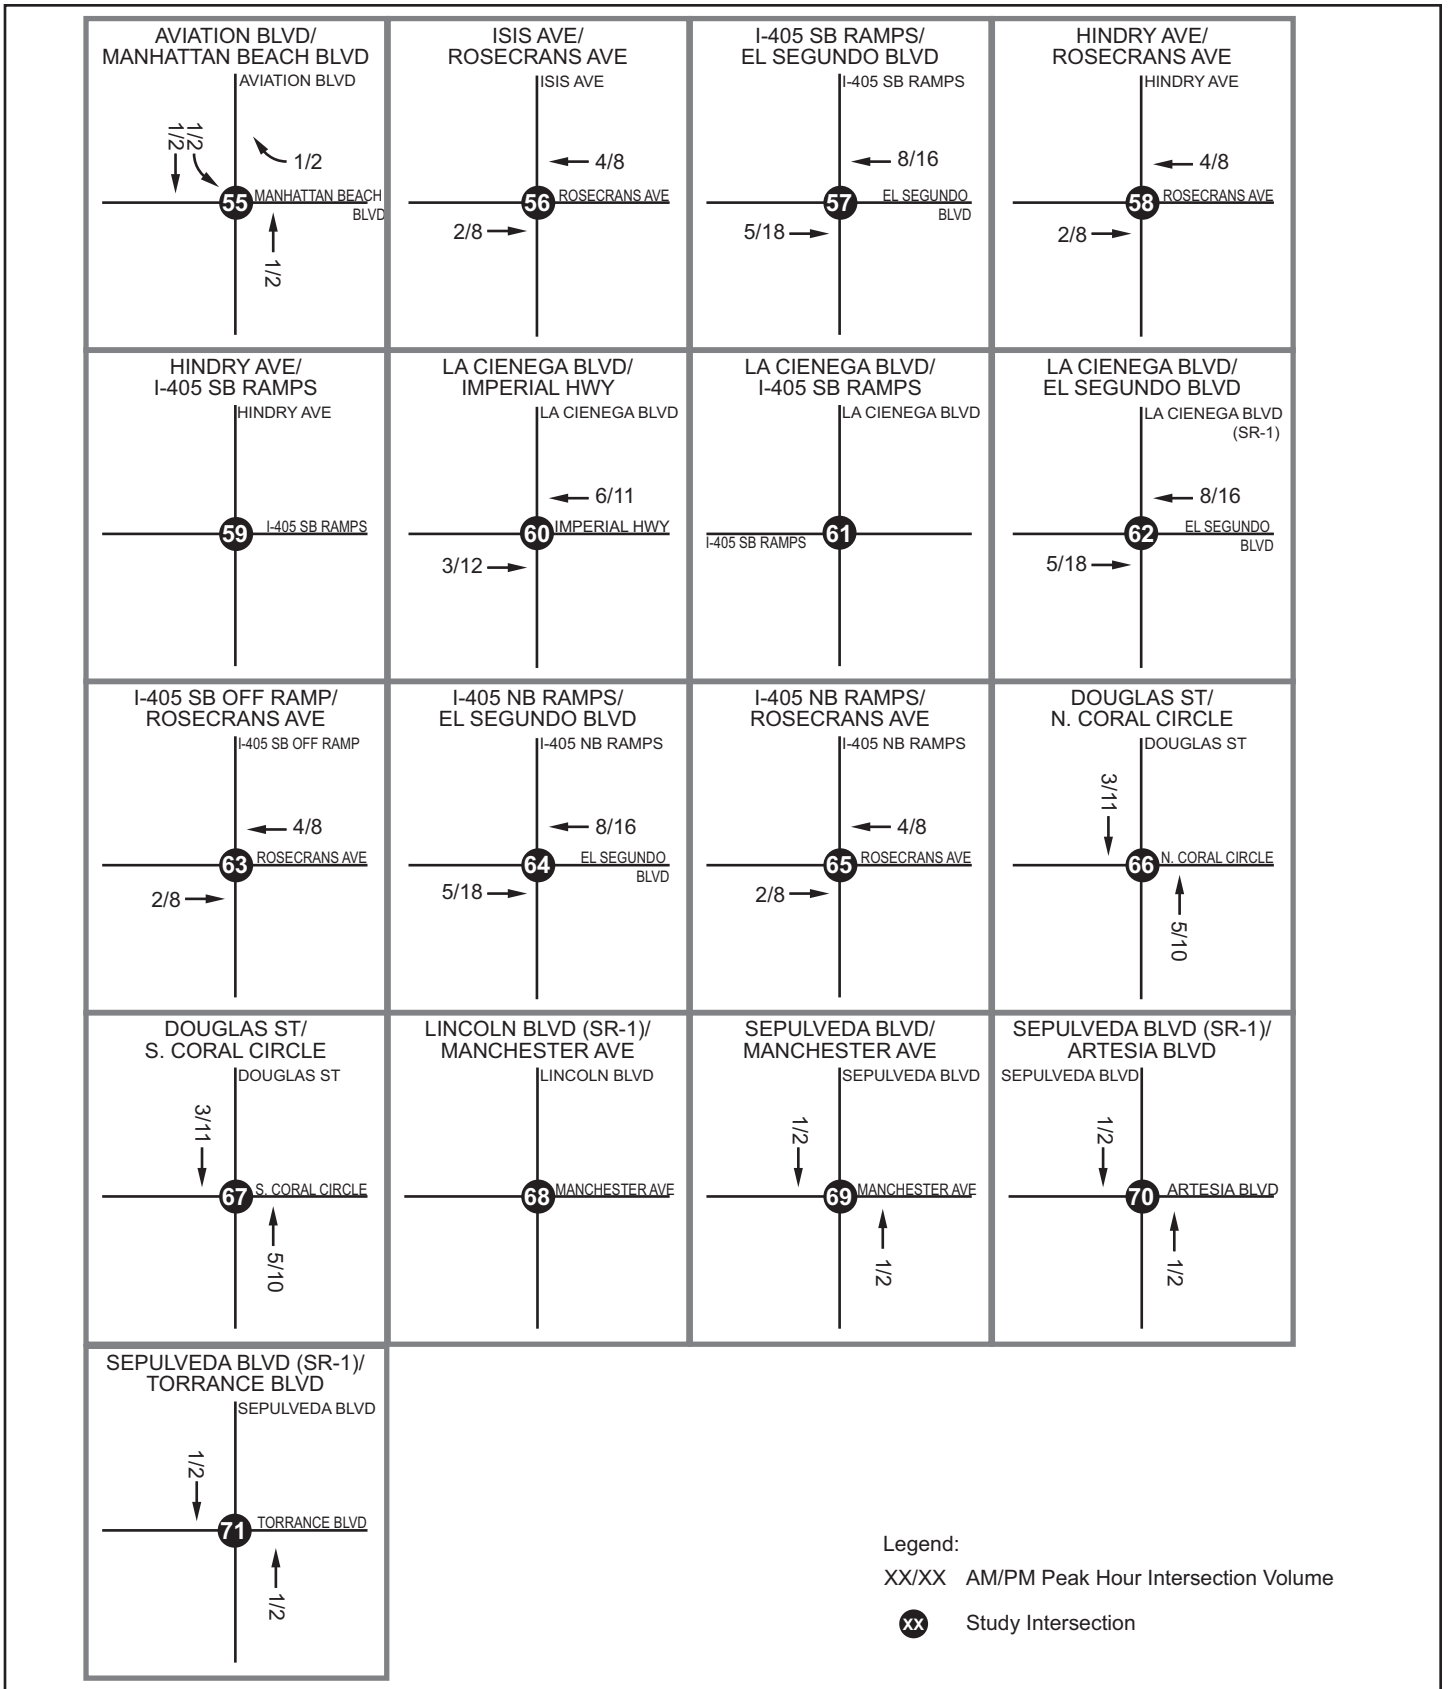 AVIATION BLVD/
MANHATTAN BEACH BLVD
AVIATION BLVD
1/2
1/2
1/2
55
MANHATTAN BEACH
BLVD
1/2
ISIS AVE/
ROSECRANS AVE
ISIS AVE
4/8
56
ROSECRANS AVE
2/8
I-405 SB RAMPS/
EL SEGUNDO BLVD
I-405 SB RAMPS
8/16
57
EL SEGUNDO
BLVD
5/18
HINDRY AVE/
ROSECRANS AVE
HINDRY AVE
4/8
58
ROSECRANS AVE
2/8
HINDRY AVE/
I-405 SB RAMPS
HINDRY AVE
59
I-405 SB RAMPS
LA CIENEGA BLVD/
IMPERIAL HWY
LA CIENEGA BLVD
6/11
60
IMPERIAL HWY
3/12
LA CIENEGA BLVD/
I-405 SB RAMPS
LA CIENEGA BLVD
61
I-405 SB RAMPS
LA CIENEGA BLVD/
EL SEGUNDO BLVD
LA CIENEGA BLVD
(SR-1)
8/16
62
EL SEGUNDO
BLVD
5/18
I-405 SB OFF RAMP/
ROSECRANS AVE
I-405 SB OFF RAMP
4/8
63
ROSECRANS AVE
2/8
I-405 NB RAMPS/
EL SEGUNDO BLVD
I-405 NB RAMPS
8/16
64
EL SEGUNDO
BLVD
5/18
I-405 NB RAMPS/
ROSECRANS AVE
I-405 NB RAMPS
4/8
65
ROSECRANS AVE
2/8
DOUGLAS ST/
N. CORAL CIRCLE
DOUGLAS ST
3/11
66
N. CORAL CIRCLE
5/10
DOUGLAS ST/
S. CORAL CIRCLE
DOUGLAS ST
3/11
67
S. CORAL CIRCLE
5/10
LINCOLN BLVD (SR-1)/
MANCHESTER AVE
LINCOLN BLVD
68
MANCHESTER AVE
SEPULVEDA BLVD/
MANCHESTER AVE
SEPULVEDA BLVD
1/2
69
MANCHESTER AVE
1/2
SEPULVEDA BLVD (SR-1)/
ARTESIA BLVD
SEPULVEDA BLVD
1/2
70
ARTESIA BLVD
1/2
SEPULVEDA BLVD (SR-1)/
TORRANCE BLVD
SEPULVEDA BLVD
1/2
71
TORRANCE BLVD
1/2
Legend:
XX/XX AM/PM Peak Hour Intersection Volume
XX Study Intersection